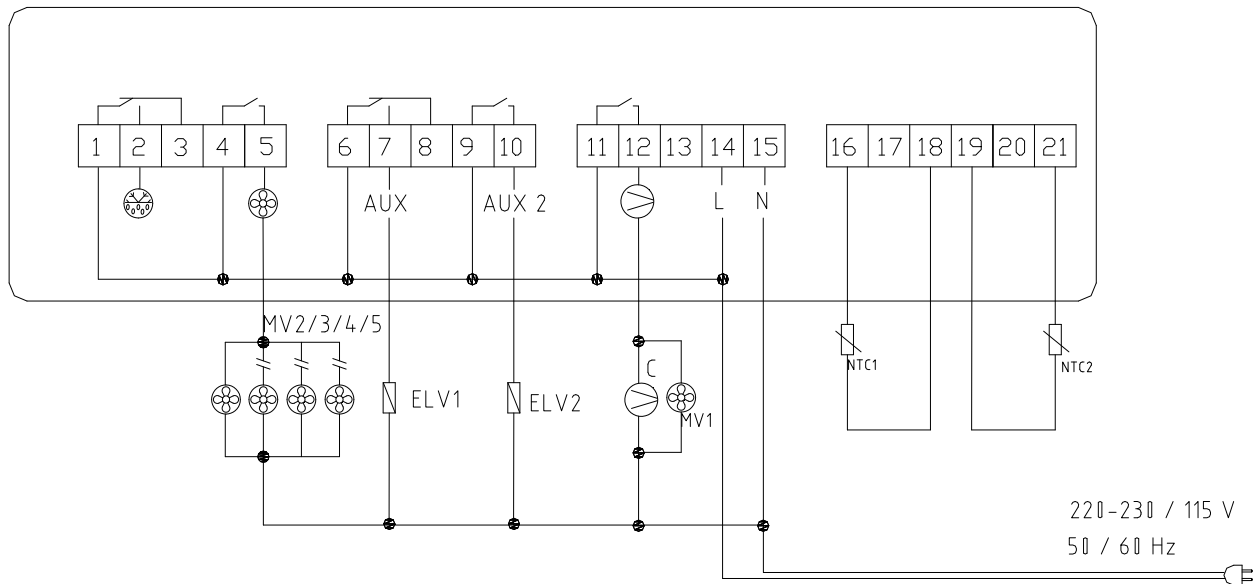 1 2 3 4 5 6 7 8 9 10 11 12 13 14 15 16 17 18 19 20 21
AUX AUX 2 L N
MV2/3/4/5
C
NTC1
NTC2
ELV1
ELV2
MV1
220-230 / 115 V
50 / 60 Hz